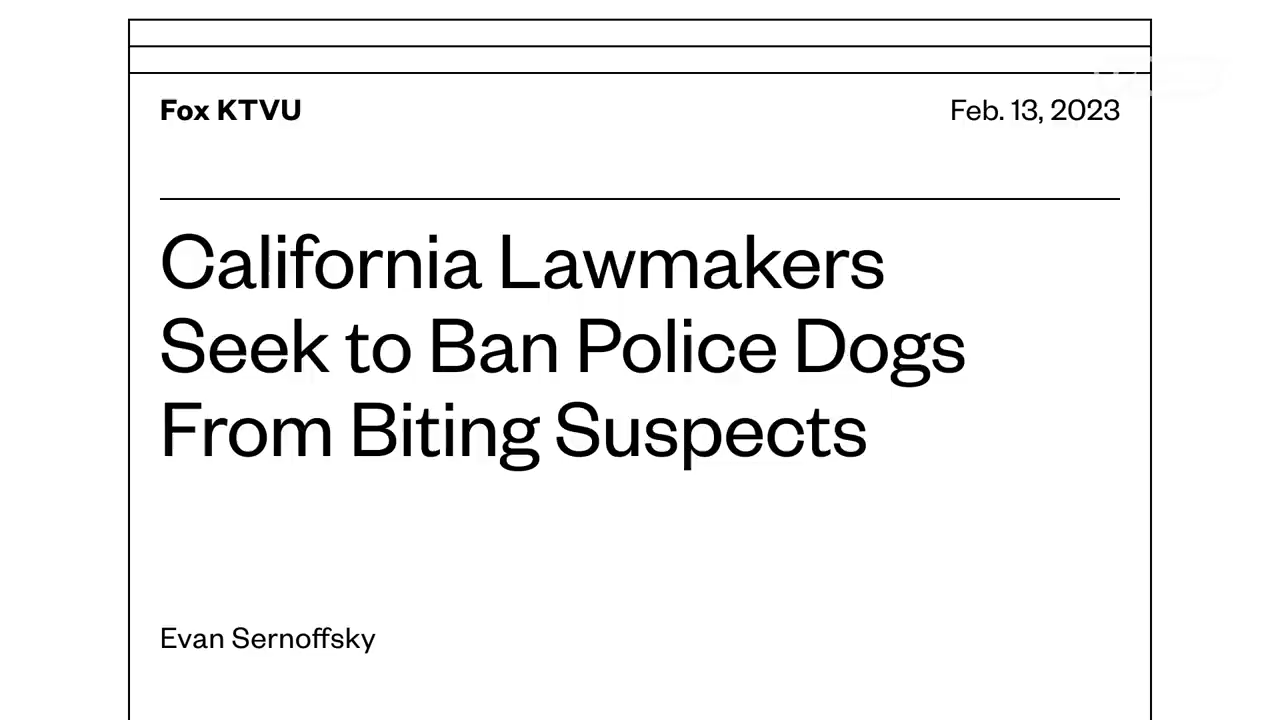 Fox KTVU
Feb. 13, 2023
California Lawmakers
Seek to Ban Police Dogs
From Biting Suspects
Evan Sernoffsky